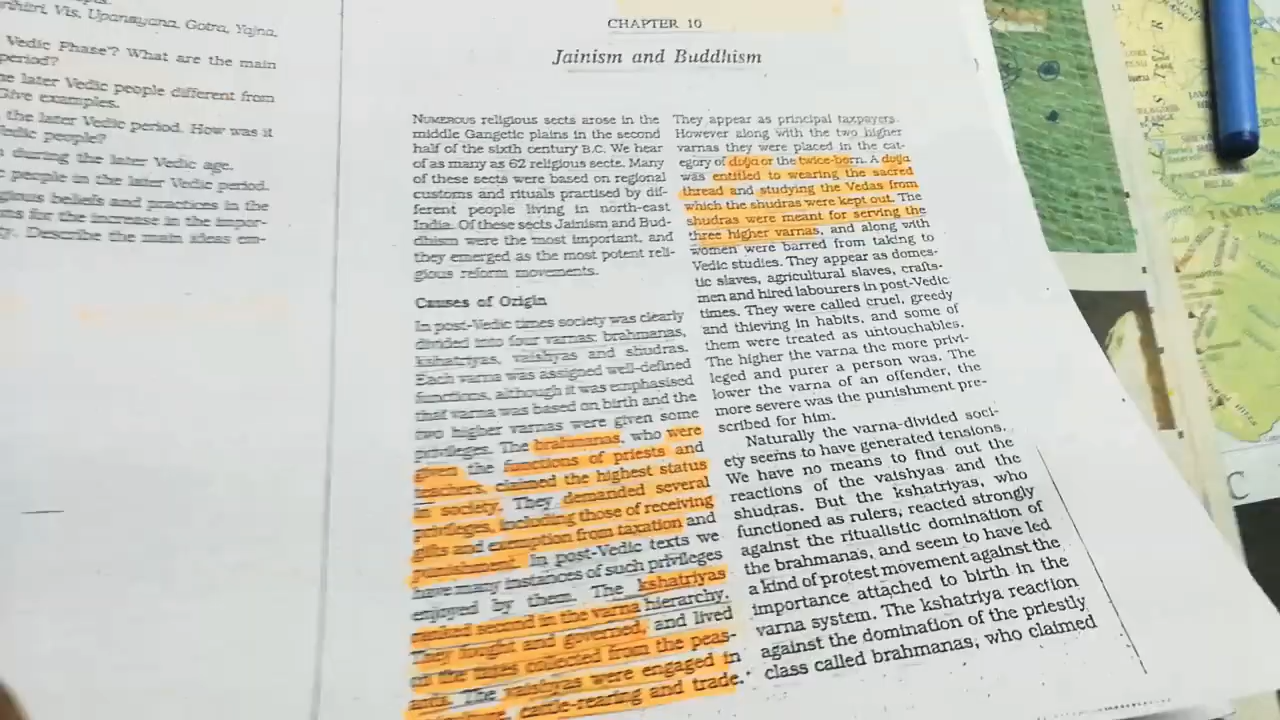 Vis, Upanayana, Gotra, Yajna,
Vedic Phase'? What are the main
period?
the later Vedic people different from
Give examples.
the later Vedic period. How was it
Vedic people?
during the later Vedic age.
people in the later Vedic period.
religious beliefs and practices in the
for the increase in the impor-
Describe the main ideas em-
CHAPTER 10
Jainism and Buddhism
NUMEROUS religious sects arose in the
middle Gangetic plains in the second
half of the sixth century B.C. We hear
of as many as 62 religious sects. Many
of these sects were based on regional
customs and rituals practised by dif-
ferent people living in north-east
India. Of these sects Jainism and Bud-
dhism were the most important, and
they emerged as the most potent reli-
gious reform movements.
Causes of Origin
In post-Vedic times society was clearly
divided into four varnas: brahmanas,
kshatriyas, vaishyas and shudras.
Each varna was assigned well-defined
functions, although it was emphasised
that varna was based on birth and the
two higher varnas were given some
privileges. The brahmanas, who were
given the functions of priests and
teachers, claimed the highest status
in society. They demanded several
privileges, including those of receiving
gifts and exemption from taxation and
punishment. In post-Vedic texts we
have many instances of such privileges
enjoyed by them. The kshatriyas
ranked second in the varna hierarchy.
They fought and governed, and lived
on the taxes collected from the peas-
ants. The vaishyas were engaged in
cattle-rearing and trade.
They appear as principal taxpayers.
However along with the two higher
varnas they were placed in the cat-
egory of dvija or the twice-born. A dvija
was entitled to wearing the sacred
thread and studying the Vedas from
which the shudras were kept out. The
shudras were meant for serving the
three higher varnas, and along with
women were barred from taking to
Vedic studies. They appear as domes-
tic slaves, agricultural slaves, crafts-
men and hired labourers in post-Vedic
times. They were called cruel, greedy
and thieving in habits, and some of
them were treated as untouchables.
The higher the varna the more privi-
leged and purer a person was. The
lower the varna of an offender, the
more severe was the punishment pre-
scribed for him.
Naturally the varna-divided soci-
ety seems to have generated tensions.
We have no means to find out the
reactions of the vaishyas and the
shudras. But the kshatriyas, who
functioned as rulers, reacted strongly
against the ritualistic domination of
the brahmanas, and seem to have led
a kind of protest movement against the
importance attached to birth in the
varna system. The kshatriya reaction
against the domination of the priestly
class called brahmanas, who claimed